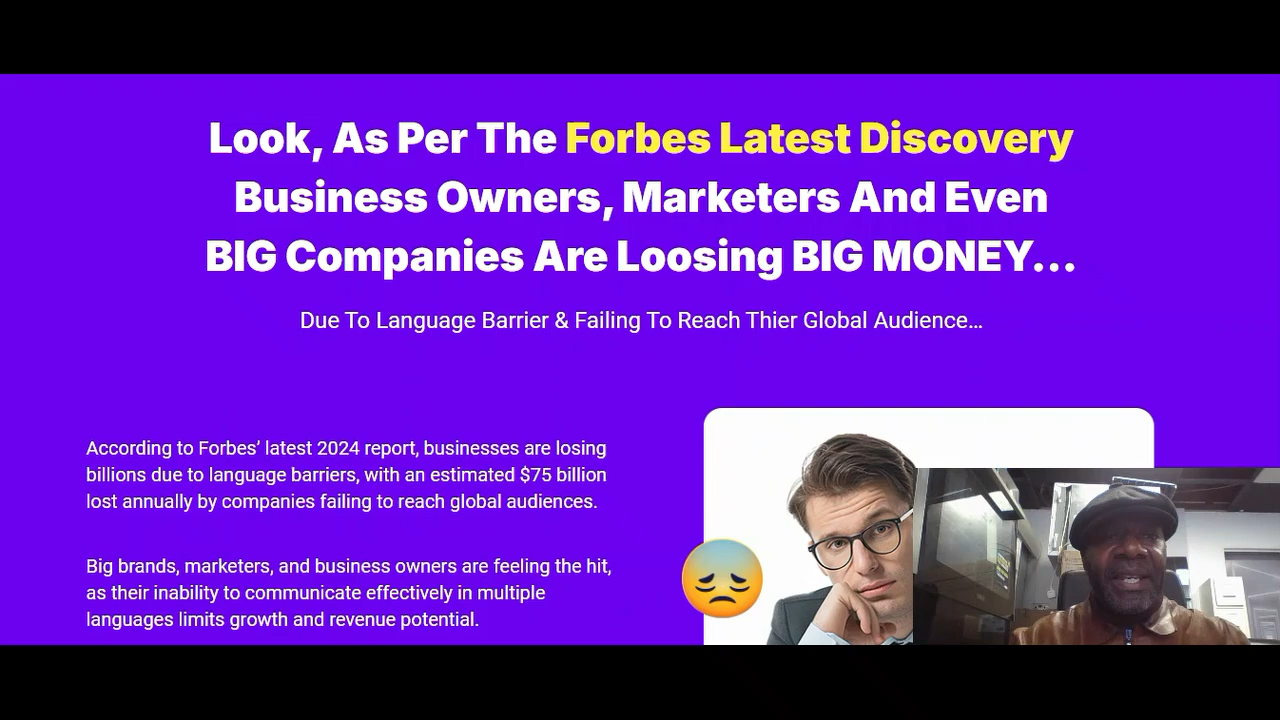 Look, As Per The Forbes Latest Discovery
Business Owners, Marketers And Even
BIG Companies Are Loosing BIG MONEY...
Due To Language Barrier & Failing To Reach Thier Global Audience...
According to Forbes’ latest 2024 report, businesses are losing
billions due to language barriers, with an estimated $75 billion
lost annually by companies failing to reach global audiences.
Big brands, marketers, and business owners are feeling the hit,
as their inability to communicate effectively in multiple
languages limits growth and revenue potential.